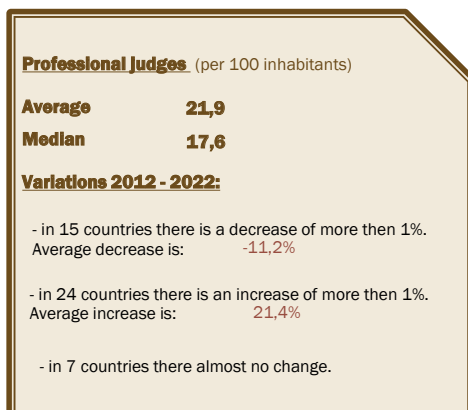 Professional Judges (per 100 inhabitants)
Average 21,9
Median 17,6
Variations 2012 - 2022:
- in 15 countries there is a decrease of more then 1%.
Average decrease is: -11,2%
- in 24 countries there is an increase of more then 1%.
Average increase is: 21,4%
- in 7 countries there almost no change.